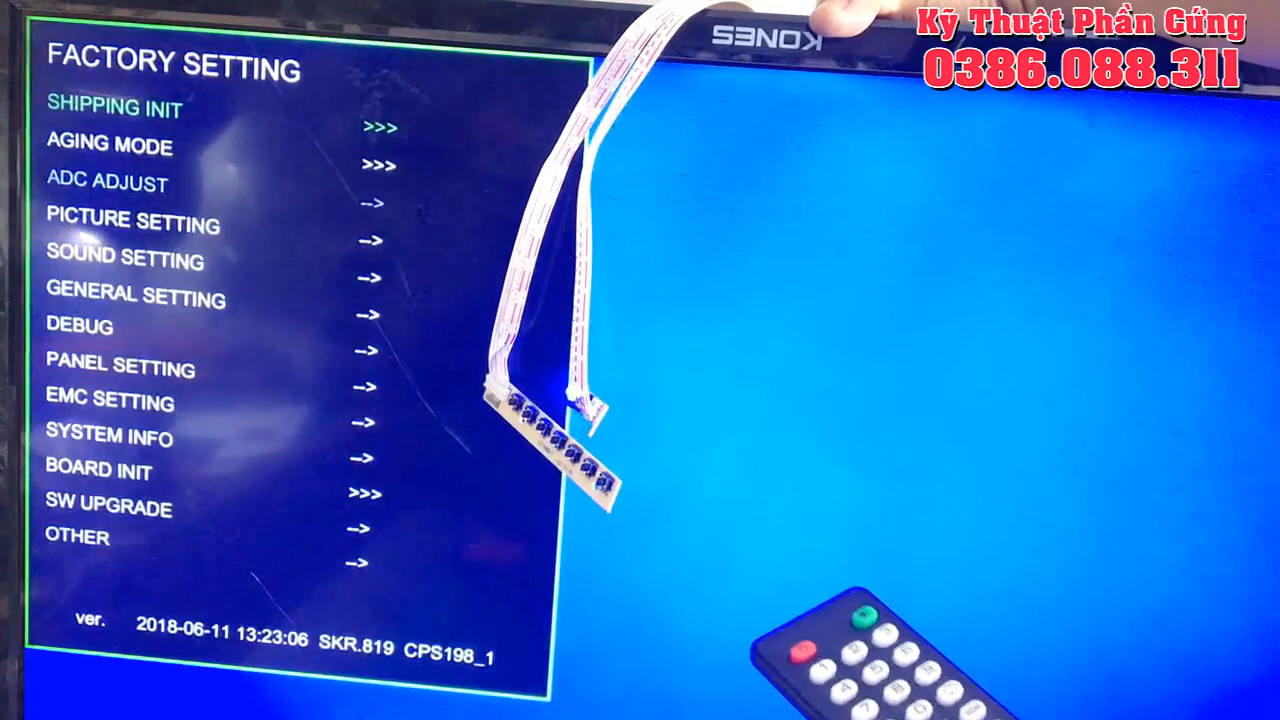 Kỹ Thuật Phần Cứng
0386.088.311
KONES
FACTORY SETTING
SHIPPING INIT >>>
AGING MODE >>>
ADC ADJUST -->
PICTURE SETTING -->
SOUND SETTING -->
GENERAL SETTING -->
DEBUG -->
PANEL SETTING -->
EMC SETTING -->
SYSTEM INFO -->
BOARD INIT >>>
SW UPGRADE -->
OTHER -->
ver. 2018-06-11 13:23:06 SKR.819 CPS198_1